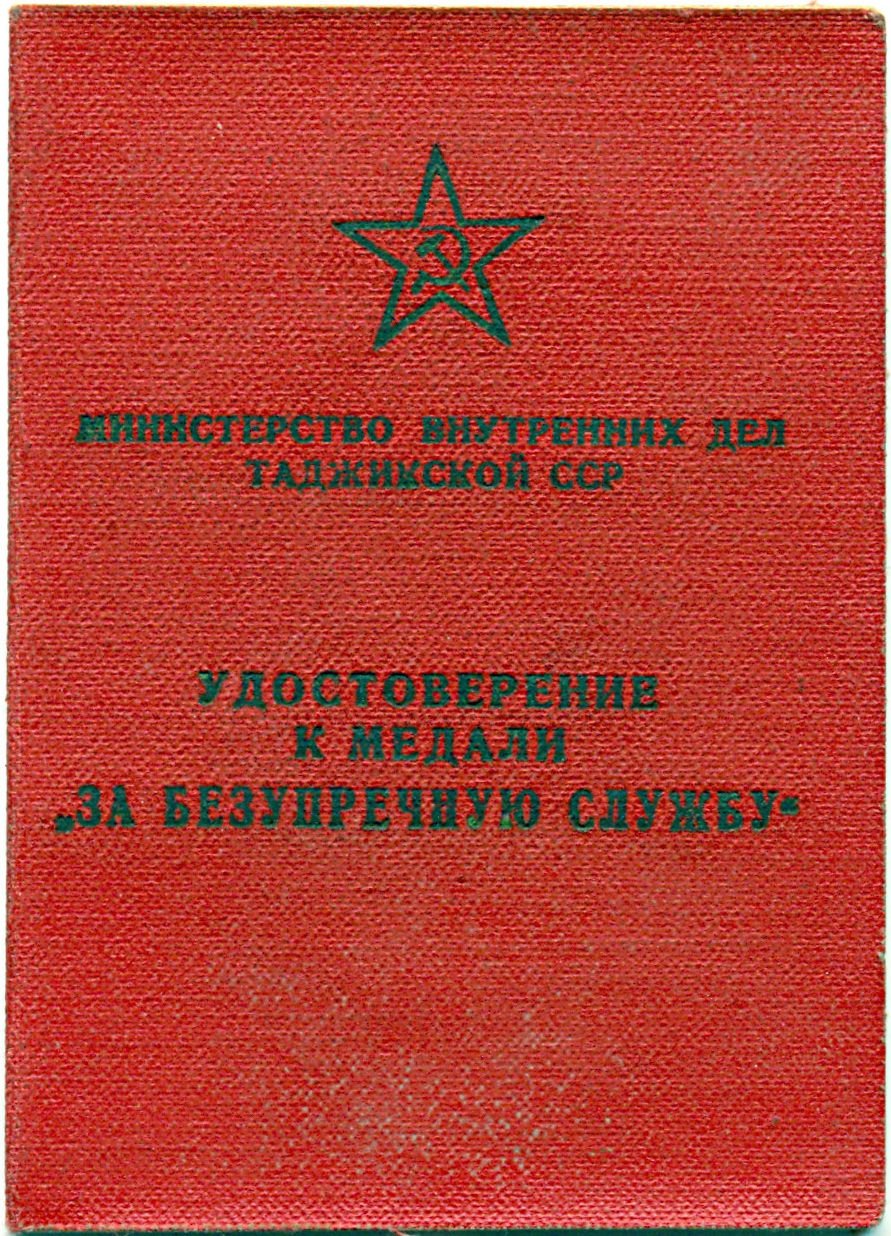 МИНИСТЕРСТВО ВНУТРЕННИХ ДЕЛ
ТАДЖИКСКОЙ ССР
УДОСТОВЕРЕНИЕ
К МЕДАЛИ
„ЗА БЕЗУПРЕЧНУЮ СЛУЖБУ“